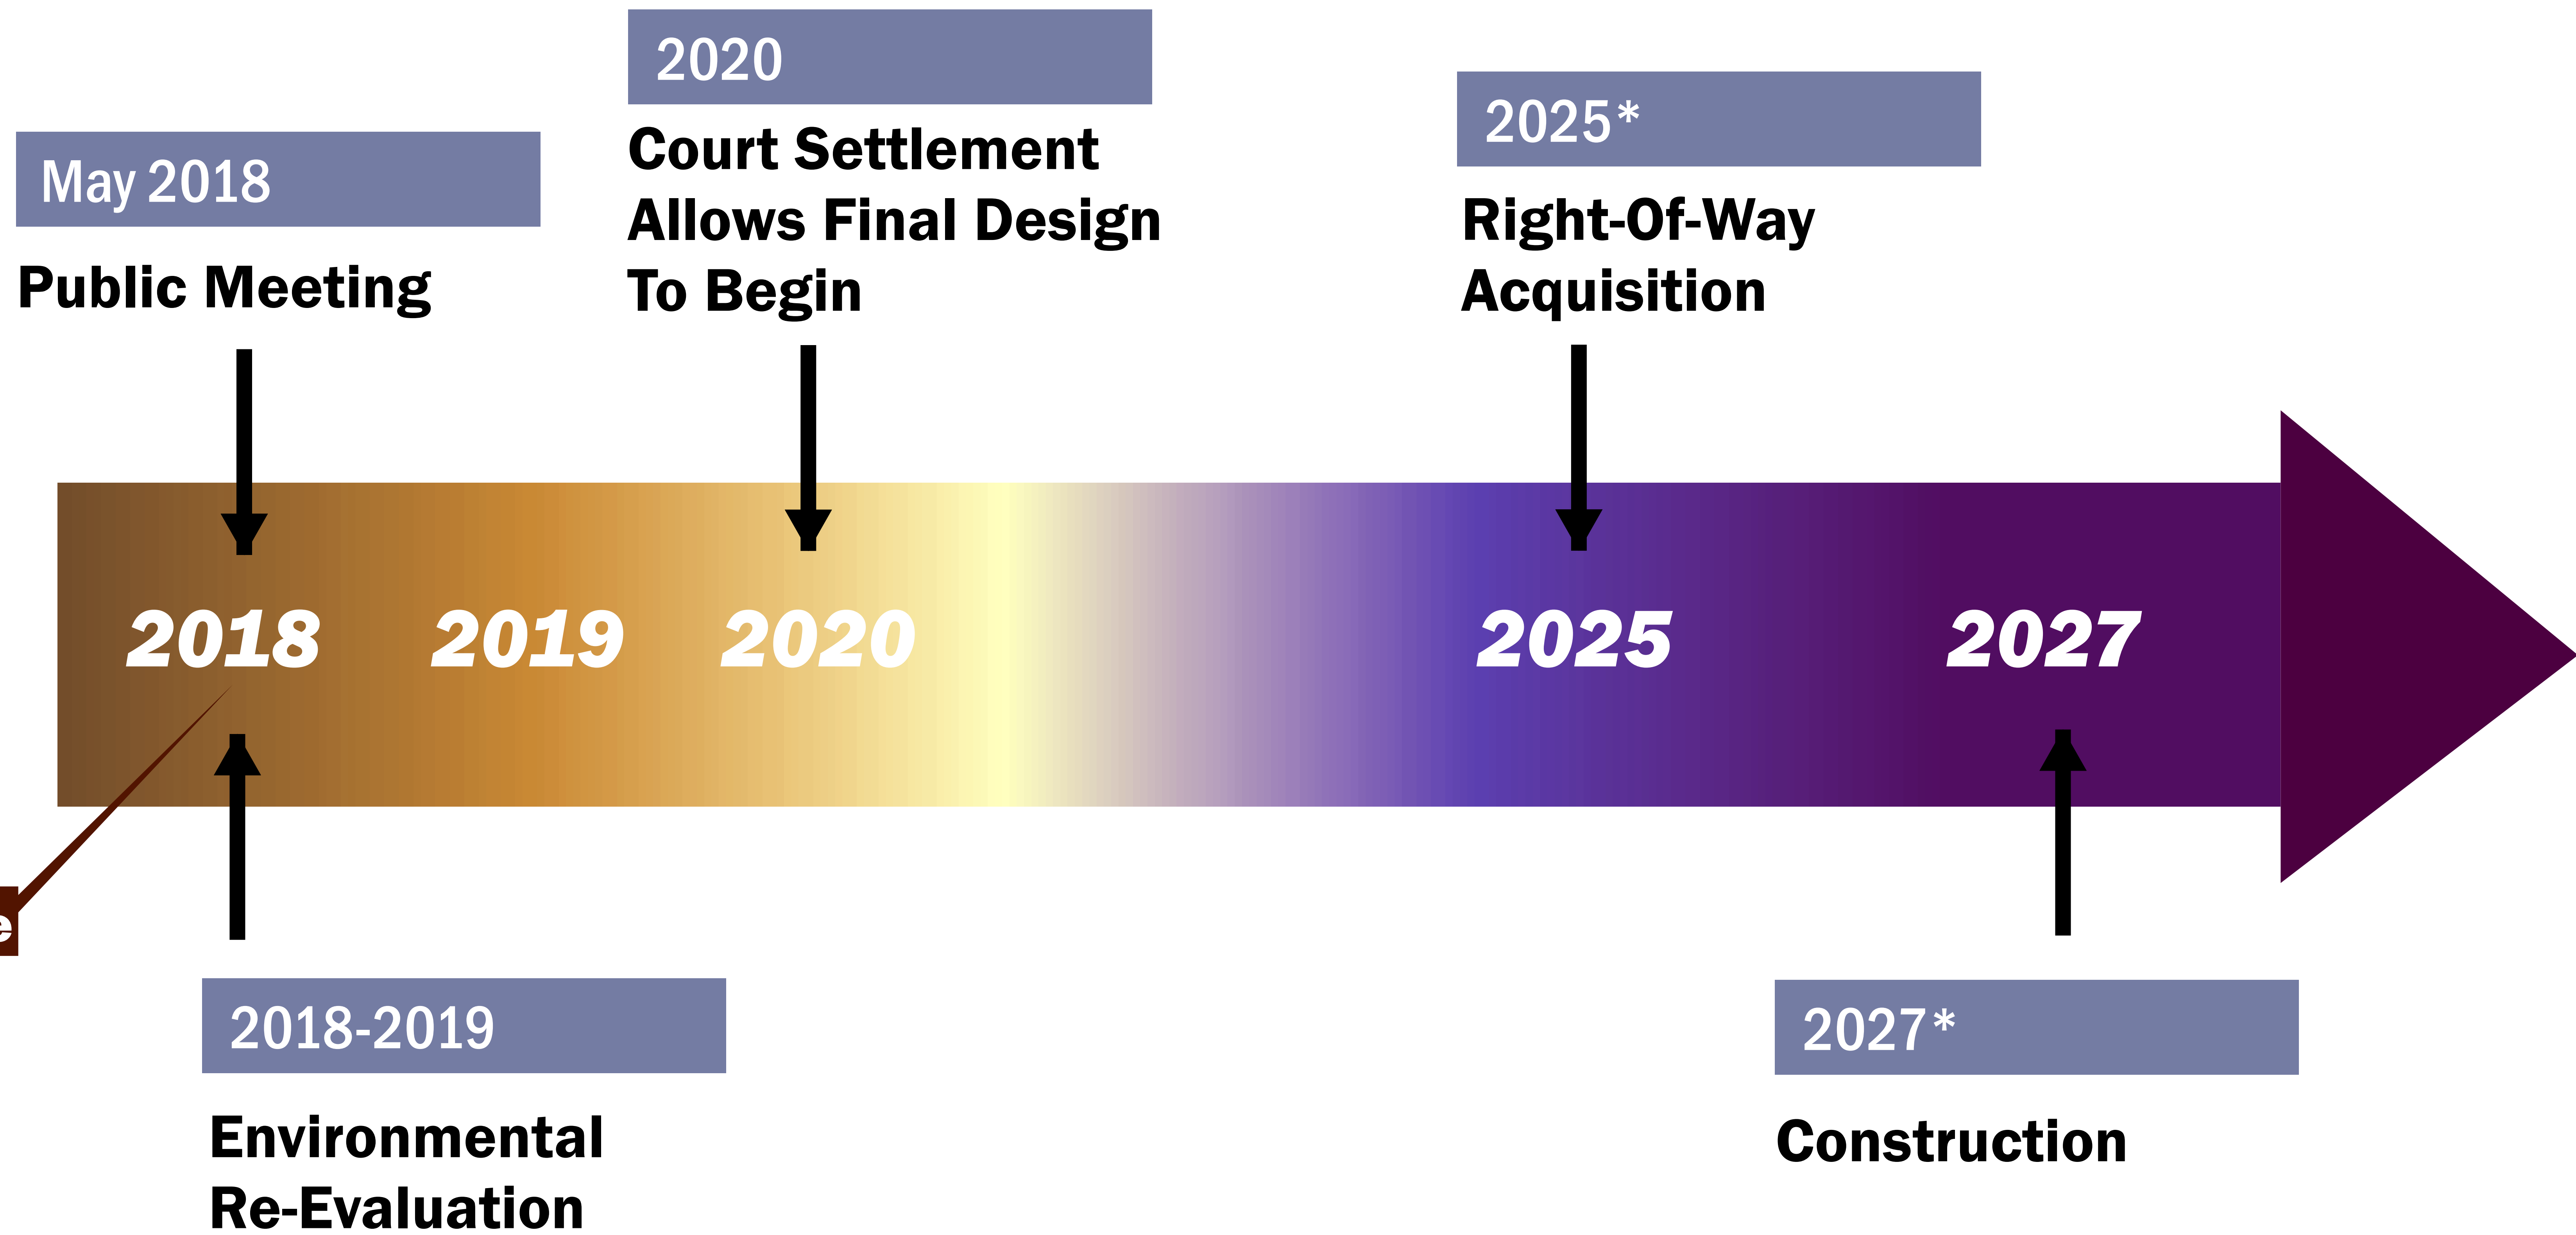 May 2018
Public Meeting
2020
Court Settlement
Allows Final Design
To Begin
2025*
Right-Of-Way
Acquisition
2018 2019 2020 2025 2027
2018-2019
Environmental
Re-Evaluation
2027*
Construction